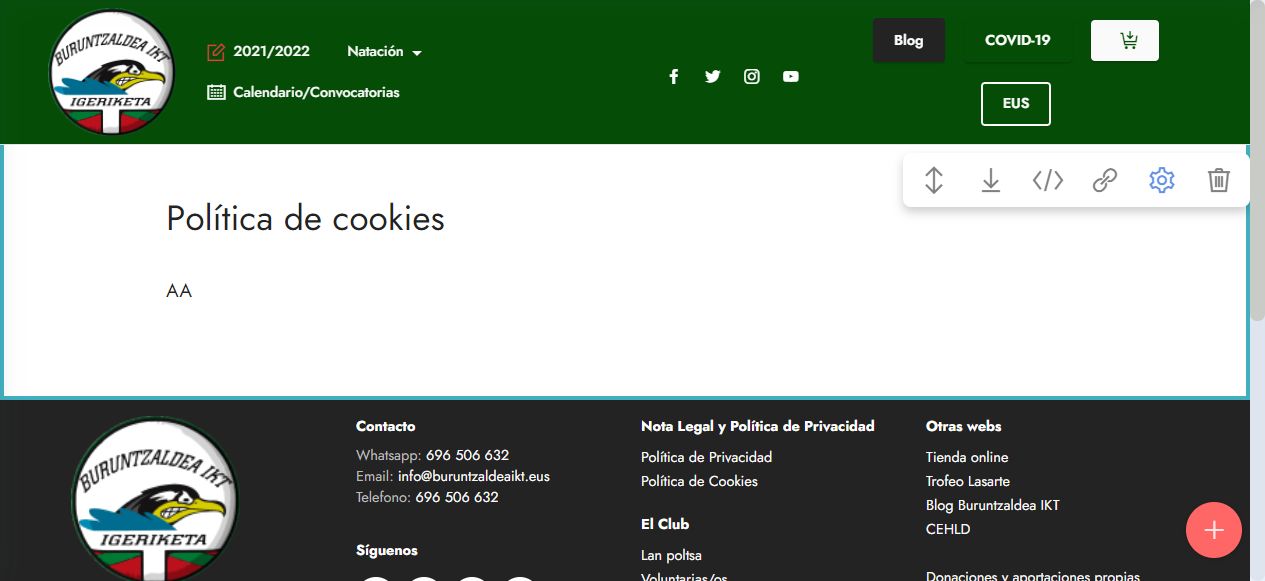 BURUNTZALDEA IKT
IGERIKETA
2021/2022
Natación
Calendario/Convocatorias
Blog
COVID-19
EUS
</>
Política de cookies
AA
BURUNTZALDEA IKT
IGERIKETA
Contacto
Whatsapp: 696 506 632
Email: info@buruntzaldeaikt.eus
Telefono: 696 506 632
Síguenos
Nota Legal y Política de Privacidad
Política de Privacidad
Política de Cookies
El Club
Lan poltsa
Voluntarias/os
Otras webs
Tienda online
Trofeo Lasarte
Blog Buruntzaldea IKT
CEHLD
Donaciones y aportaciones propias